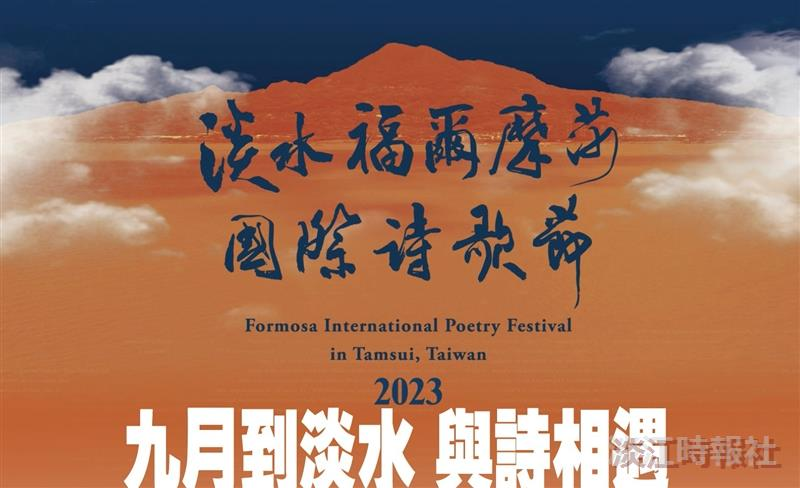 淡水福爾摩莎
國際詩歌節
Formosa International Poetry Festival
in Tamsui, Taiwan
2023
九月到淡水 與詩相遇
淡江時報社